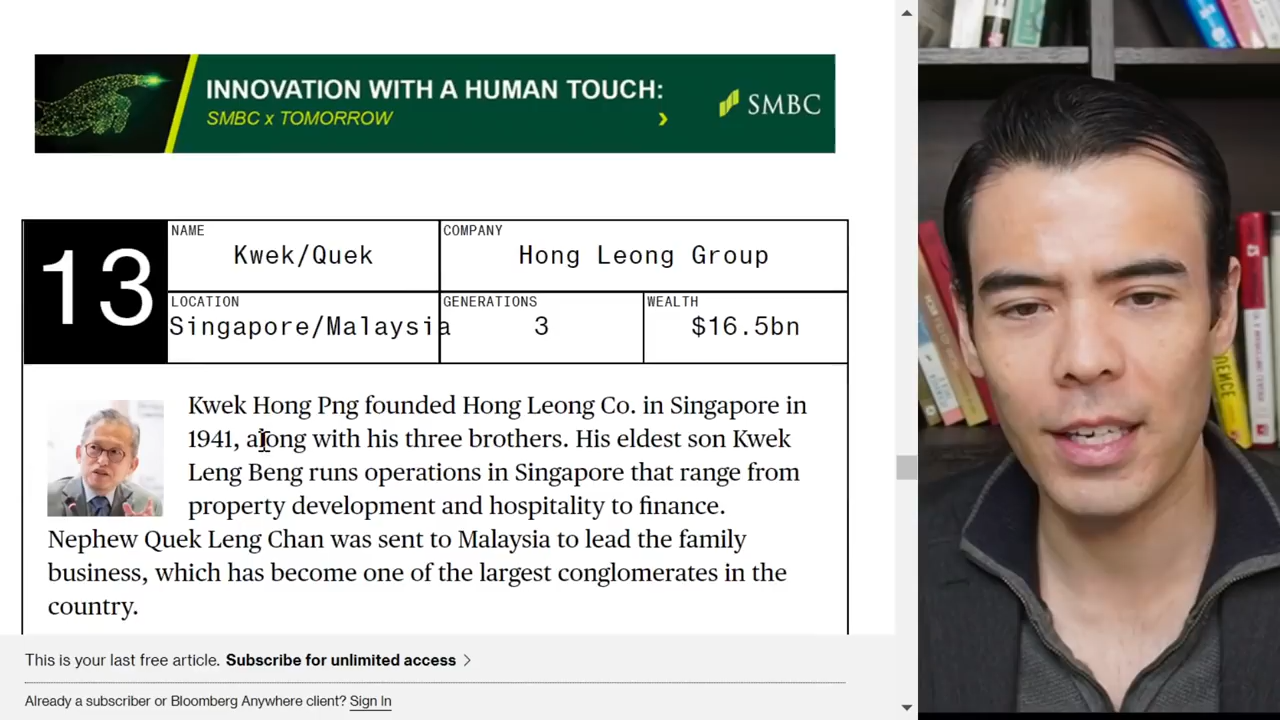 INNOVATION WITH A HUMAN TOUCH:
SMBC x TOMORROW
SMBC
13
NAME
Kwek/Quek
COMPANY
Hong Leong Group
LOCATION
Singapore/Malaysia
GENERATIONS
3
WEALTH
$16.5bn
Kwek Hong Png founded Hong Leong Co. in Singapore in
1941, along with his three brothers. His eldest son Kwek
Leng Beng runs operations in Singapore that range from
property development and hospitality to finance.
Nephew Quek Leng Chan was sent to Malaysia to lead the family
business, which has become one of the largest conglomerates in the
country.
This is your last free article. Subscribe for unlimited access
Already a subscriber or Bloomberg Anywhere client? Sign In